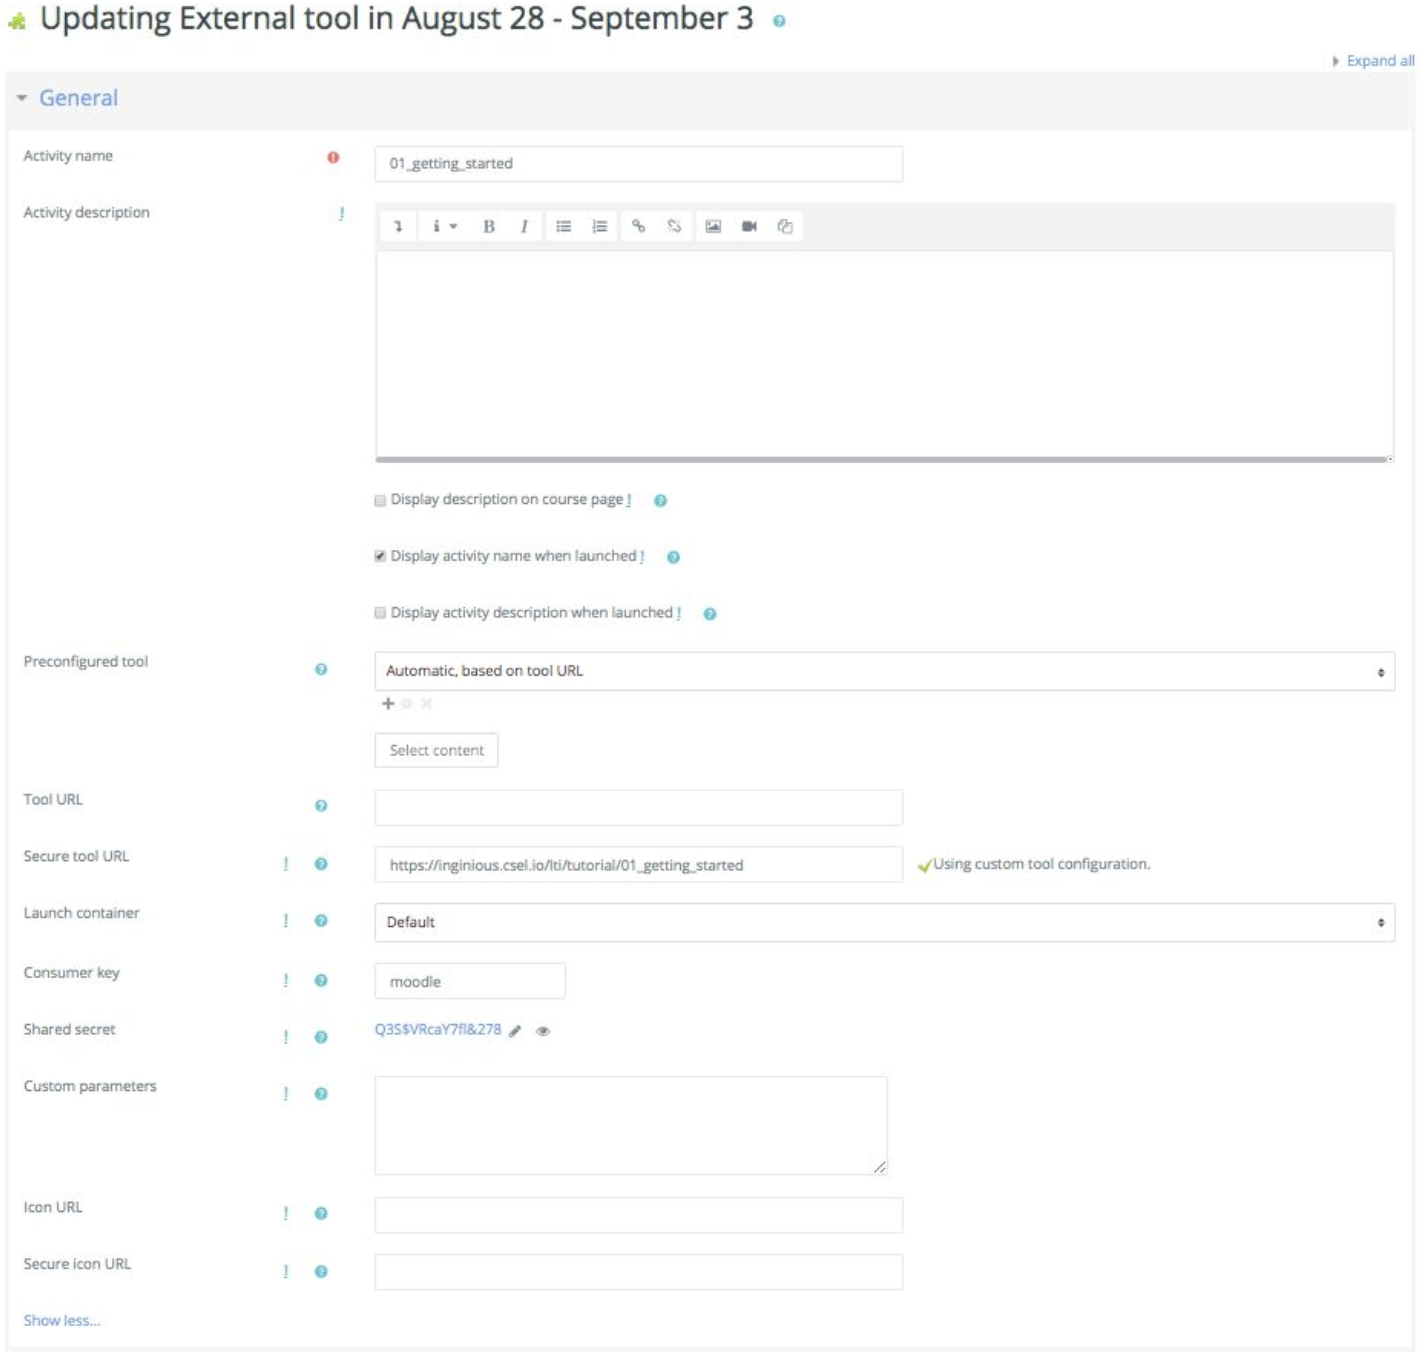 Updating External tool in August 28 - September 3
Expand all
General
Activity name
01_getting_started
Activity description
B I
Display description on course page !
Display activity name when launched !
Display activity description when launched !
Preconfigured tool
Automatic, based on tool URL
Select content
Tool URL
Secure tool URL
https://inginious.csel.io/lti/tutorial/01_getting_started
Using custom tool configuration.
Launch container
Default
Consumer key
moodle
Shared secret
Q3S$VRcaY7fl&278
Custom parameters
Icon URL
Secure icon URL
Show less...